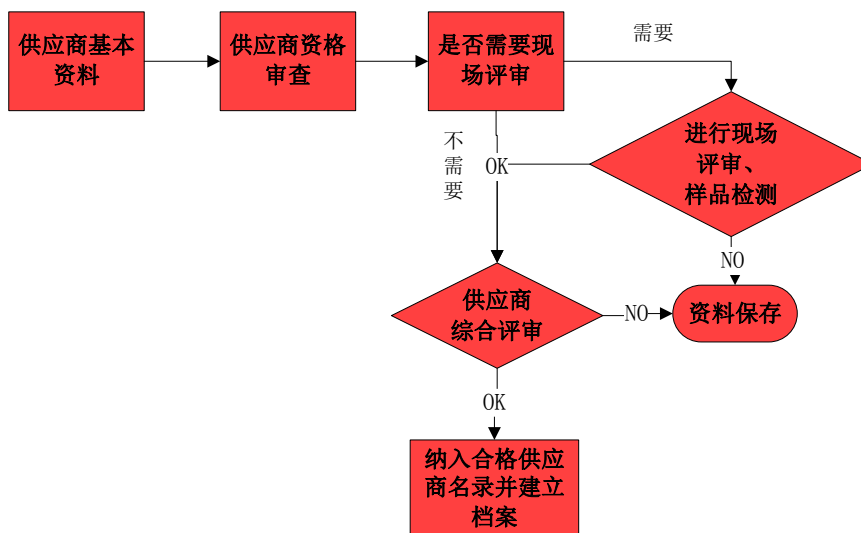 供应商基本
资料
供应商资格
审查
是否需要现
场评审
需要
进行现场
评审、
样品检测
不
需
要
OK
NO
供应商
综合评审
NO
资料保存
OK
纳入合格供应
商名录并建立
档案